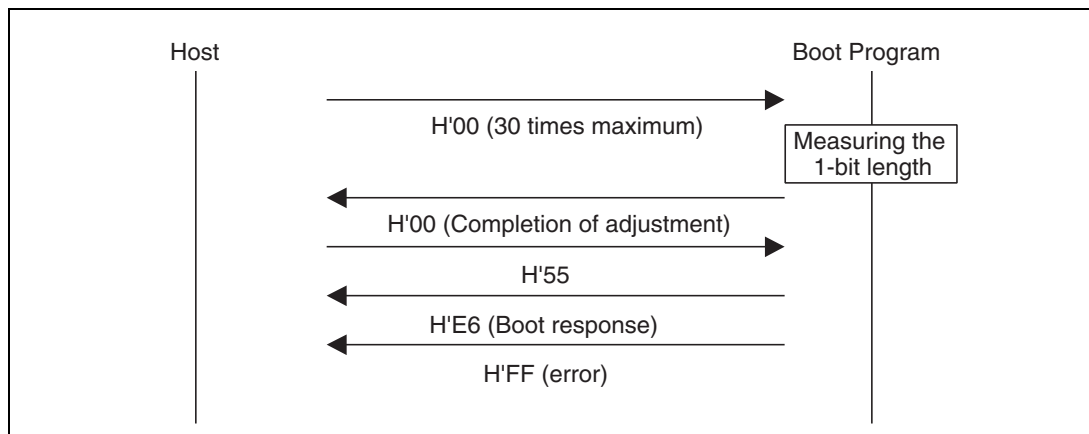 Host
Boot Program
H'00 (30 times maximum)
Measuring the
1-bit length
H'00 (Completion of adjustment)
H'55
H'E6 (Boot response)
H'FF (error)